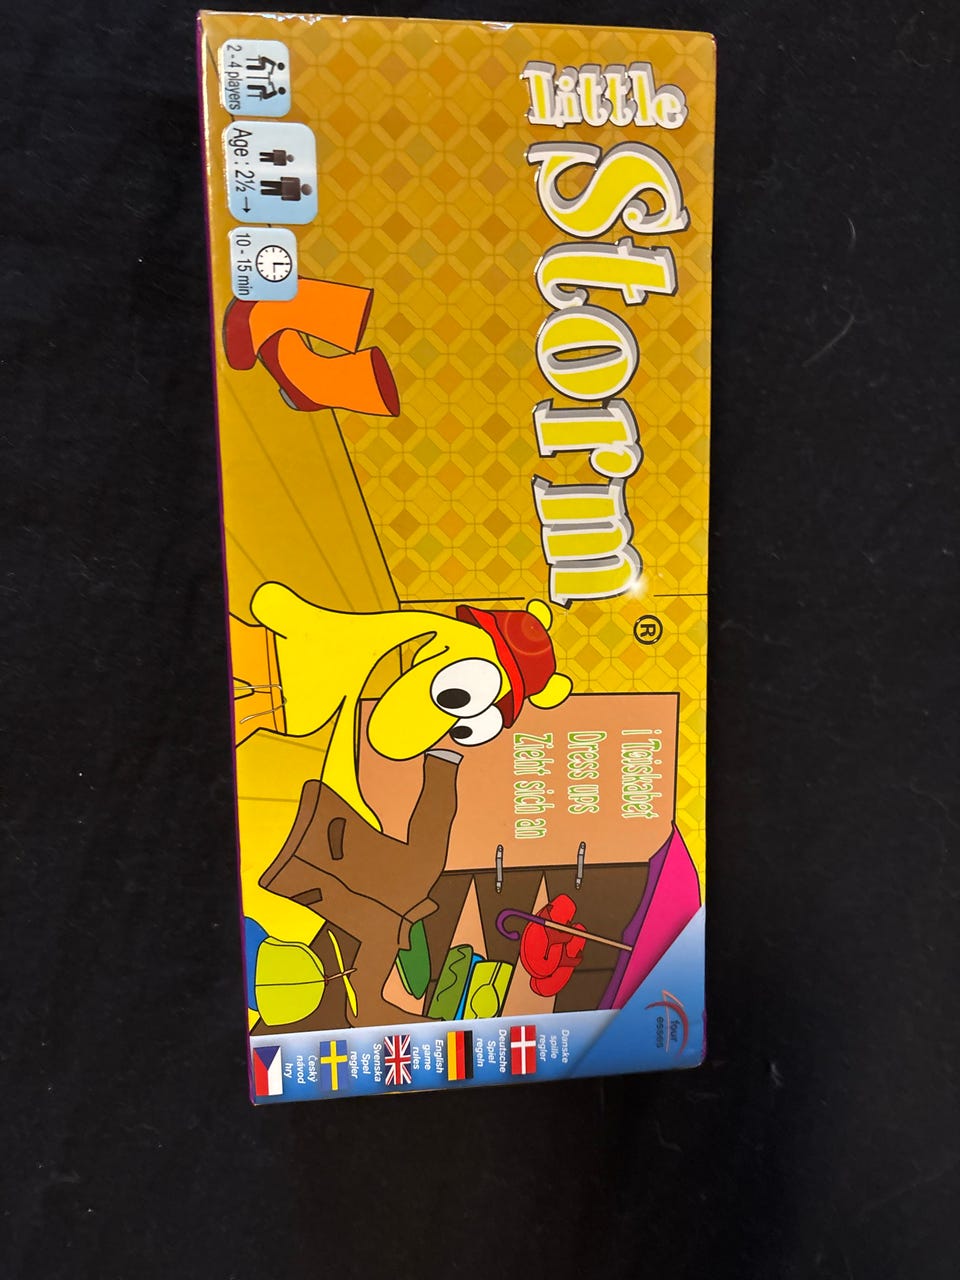 Little
Storm®
i Tøjskabet
Dress ups
Zieht sich an
2 - 4 players
Age : 2½ →
10 - 15 min
four
esses
Danske
spille
regler
Deutsche
Spiel
regeln
English
game
rules
Svenska
Spel
regler
Český
návod
hry